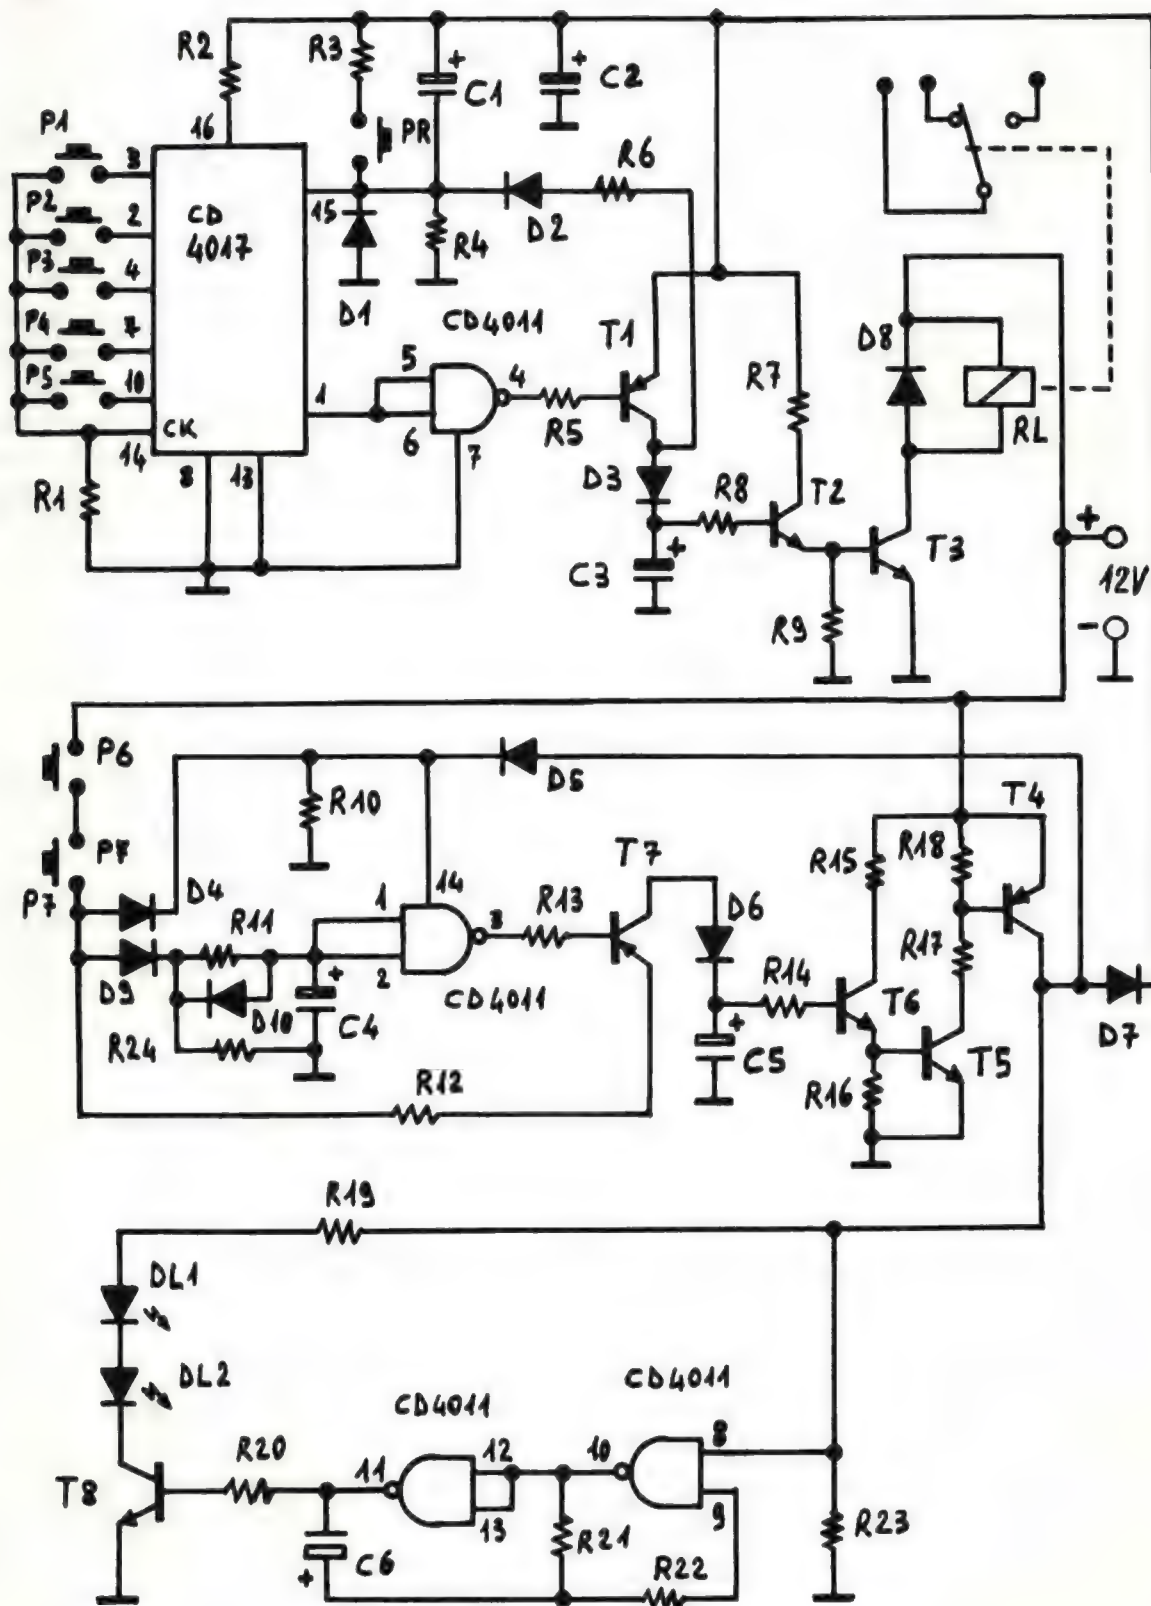 R2
R3
C1
C2
P1
16
PR
3
R6
P2
CD
4017
2
15
D2
P3
R4
4
D1
CD4011
T1
P4
7
5
4
D8
R7
P5
10
1
R5
RL
CK
6
7
14
8
13
D3
R8
T2
R1
T3
+
C3
12V
R9
-
P6
D5
R10
T4
P7
T7
R15
R18
P7
D4
1
14
R13
D6
R11
3
R17
2
R14
D9
CD4011
T6
D10
C4
D7
R24
C5
T5
R12
R16
R19
DL1
DL2
CD4011
CD4011
R20
12
10
8
T8
11
13
9
R21
R23
C6
R22